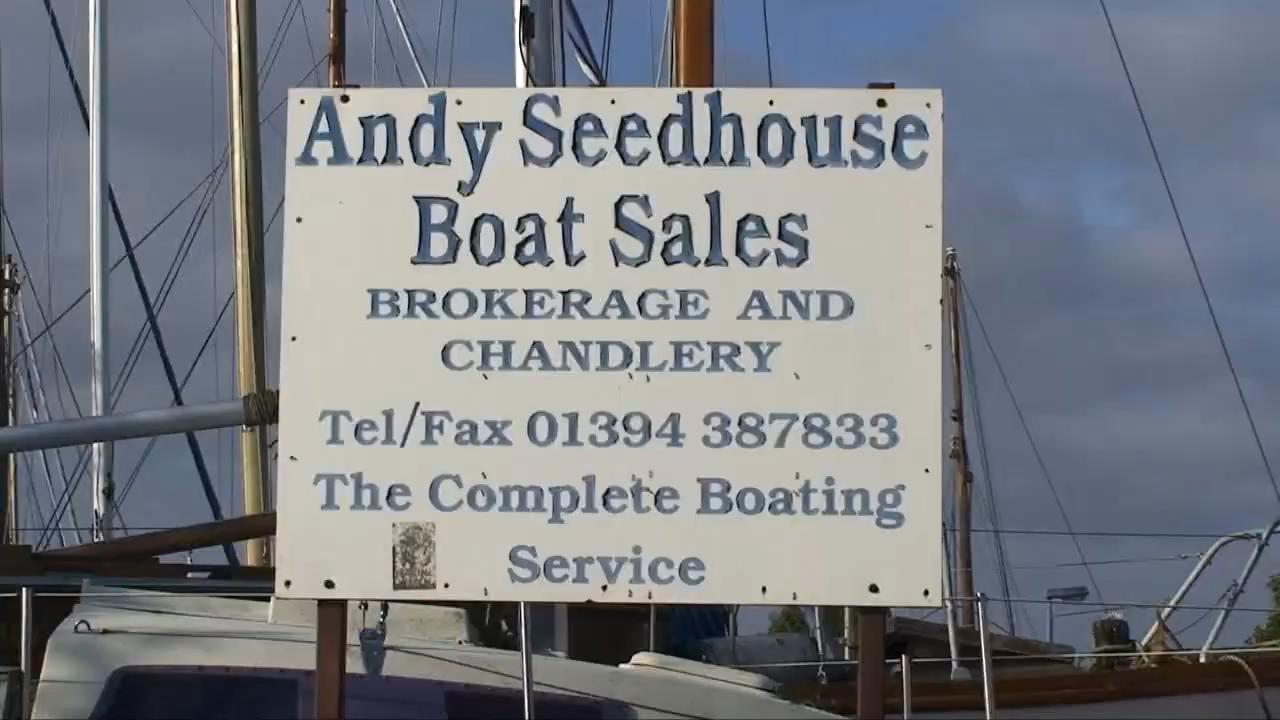 Andy Seedhouse
Boat Sales
BROKERAGE AND
CHANDLERY
Tel/Fax 01394 387833
The Complete Boating
Service